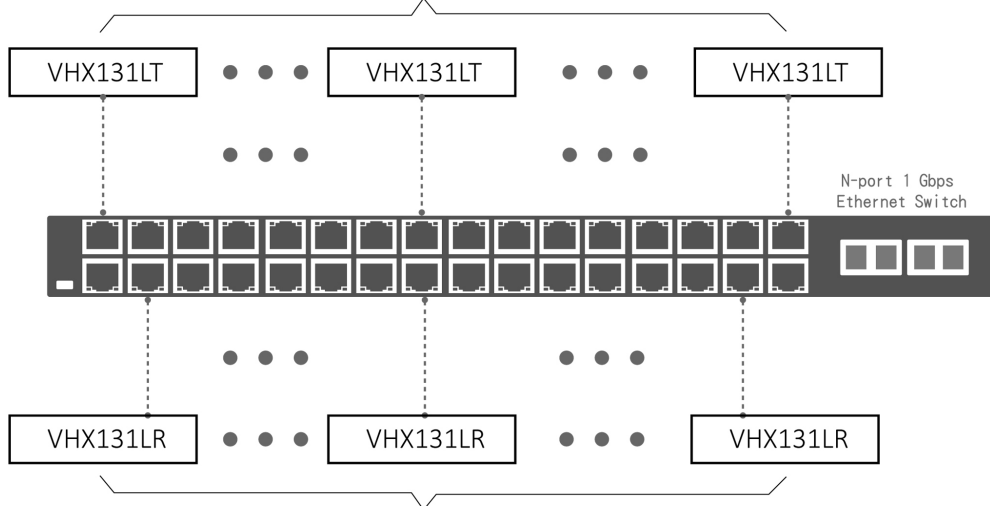 VHX131LT
VHX131LT
VHX131LT
N-port 1 Gbps
Ethernet Switch
VHX131LR
VHX131LR
VHX131LR